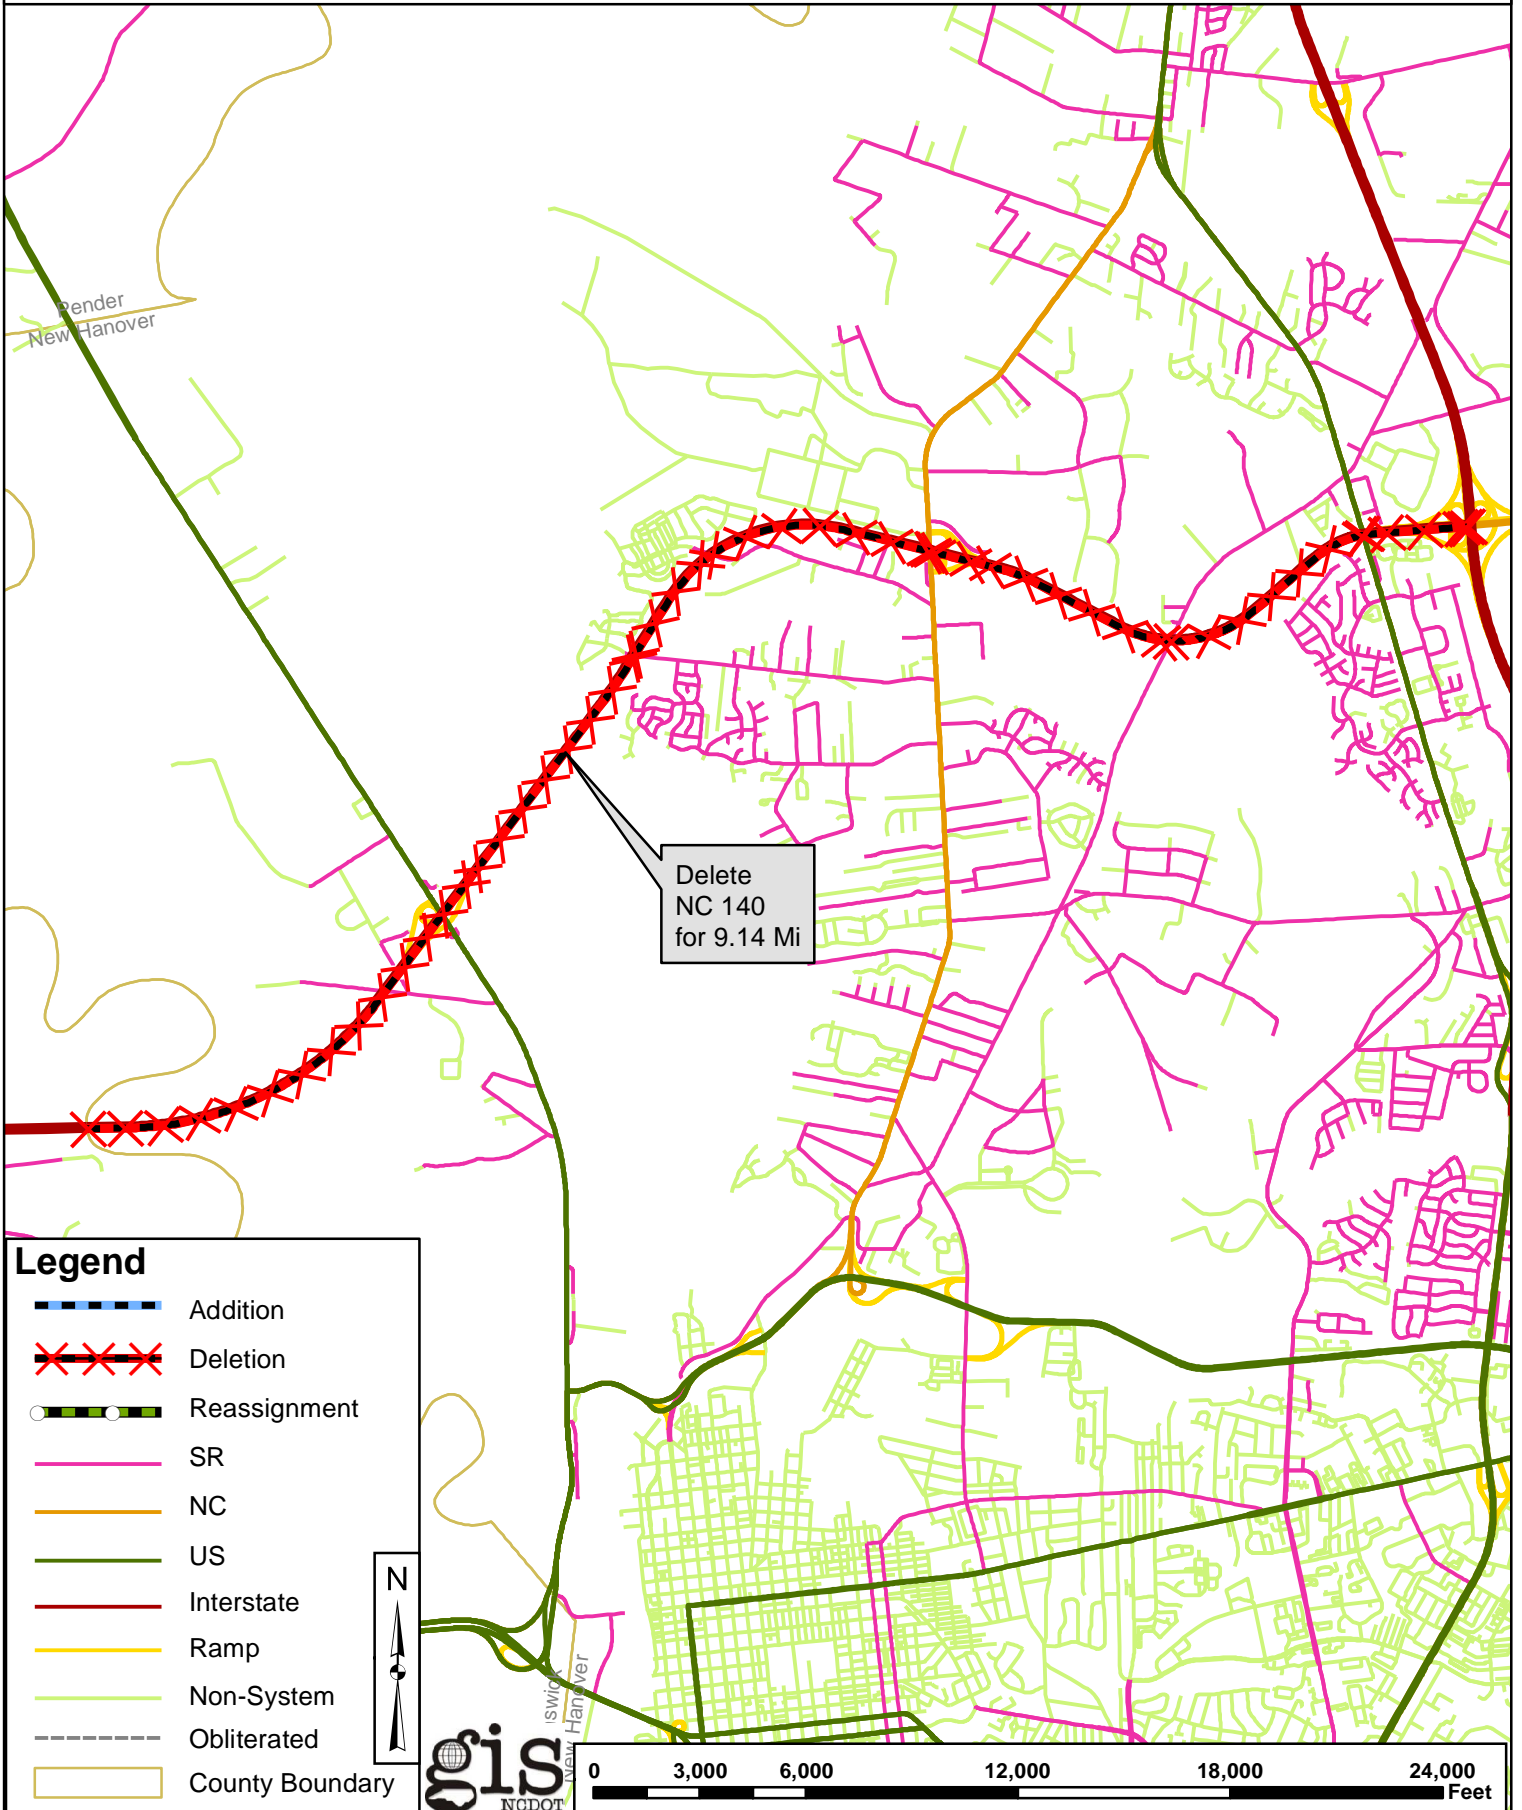 Pender
New Hanover
Delete
NC 140
for 9.14 Mi
Legend
Addition
Deletion
Reassignment
SR
NC
US
Interstate
Ramp
Non-System
Obliterated
County Boundary
N
swick
New Hanover
gis
NCDOT
0 3,000 6,000 12,000 18,000 24,000
Feet